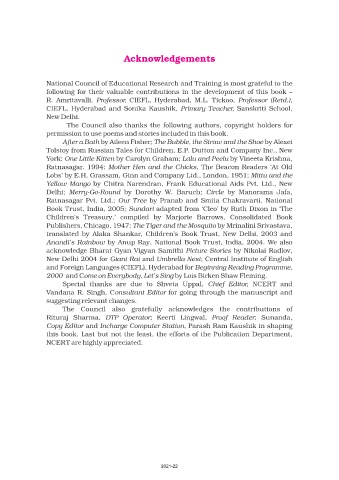 Acknowledgements
National Council of Educational Research and Training is most grateful to the
following for their valuable contributions in the development of this book –
R. Amritavalli, Professor, CIEFL, Hyderabad, M.L. Tickoo, Professor (Retd.),
CIEFL, Hyderabad and Sonika Kaushik, Primary Teacher, Sanskriti School,
New Delhi.
The Council also thanks the following authors, copyright holders for
permission to use poems and stories included in this book.
After a Bath by Aileen Fisher; The Bubble, the Straw and the Shoe by Alexei
Tolstoy from Russian Tales for Children, E.P. Dutton and Company Inc., New
York; One Little Kitten by Carolyn Graham; Lalu and Peelu by Vineeta Krishna,
Ratnasagar, 1994; Mother Hen and the Chicks, The Beacon Readers 'At Old
Lobs' by E.H. Grassam, Ginn and Company Ltd., London, 1951; Mittu and the
Yellow Mango by Chitra Narendran, Frank Educational Aids Pvt. Ltd., New
Delhi; Merry-Go-Round by Dorothy W. Baruch; Circle by Manorama Jafa,
Ratnasagar Pvt. Ltd.; Our Tree by Pranab and Smita Chakravarti, National
Book Trust, India, 2005; Sundari adapted from 'Cleo' by Ruth Dixon in 'The
Children's Treasury,' compiled by Marjorie Barrows, Consolidated Book
Publishers, Chicago, 1947; The Tiger and the Mosquito by Mrinalini Srivastava,
translated by Alaka Shankar, Children's Book Trust, New Delhi, 2003 and
Anandi's Rainbow by Anup Ray, National Book Trust, India, 2004. We also
acknowledge Bharat Gyan Vigyan Samithi Picture Stories by Nikolai Radlov,
New Delhi 2004 for Giani Rai and Umbrella Nest; Central Institute of English
and Foreign Languages (CIEFL), Hyderabad for Beginning Reading Programme,
2000 and Come on Everybody, Let's Sing by Lois Birken Shaw Fleming.
Special thanks are due to Shveta Uppal, Chief Editor, NCERT and
Vandana R. Singh, Consultant Editor for going through the manuscript and
suggesting relevant changes.
The Council also gratefully acknowledges the contributions of
Rituraj Sharma, DTP Operator; Keerti Lingwal, Proof Reader; Sunanda,
Copy Editor and Incharge Computer Station, Parash Ram Kaushik in shaping
this book. Last but not the least, the efforts of the Publication Department,
NCERT are highly appreciated.
2021-22